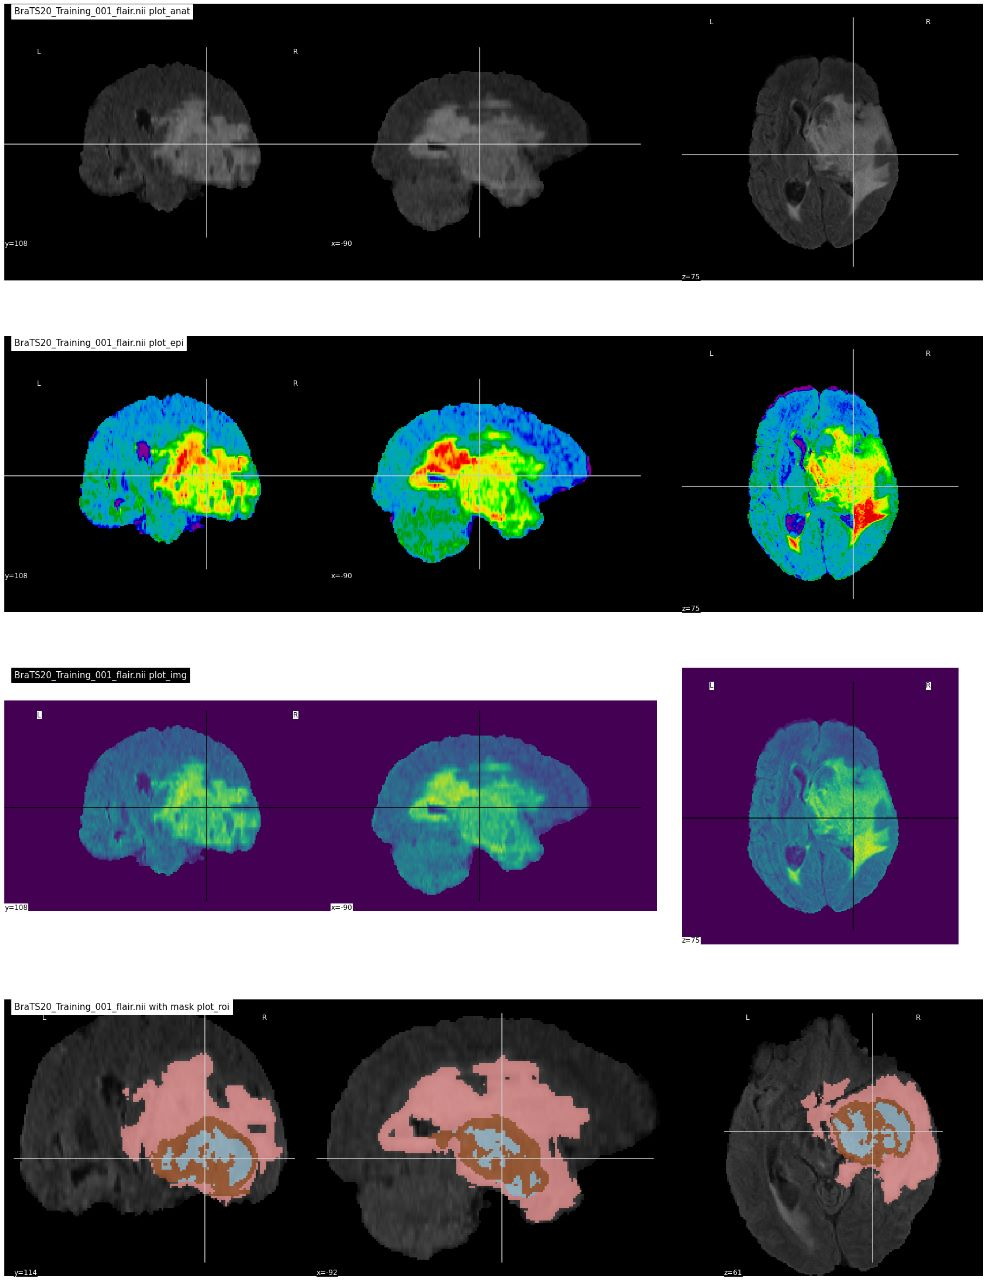 BraTS20_Training_001_flair.nii plot_anat
L R
L R
y=108 x=-90 z=75
BraTS20_Training_001_flair.nii plot_epi
L R
L R
y=108 x=-90 z=75
BraTS20_Training_001_flair.nii plot_img
L R
L R
y=108 x=-90 z=75
BraTS20_Training_001_flair.nii with mask plot_roi
L R L R
y=114 x=-92 z=61